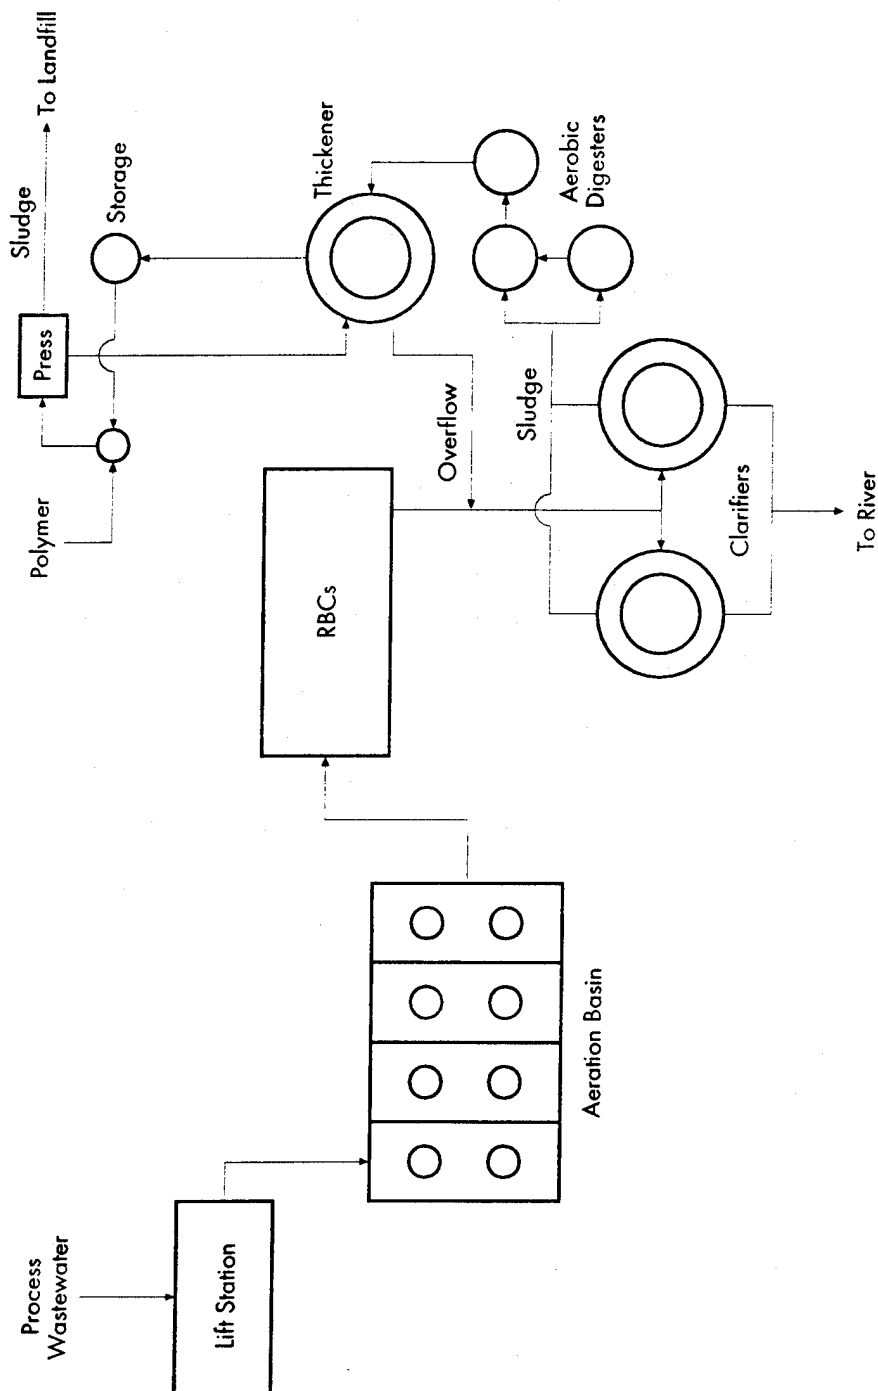 Process
Wastewater
Lift Station
Aeration Basin
RBCs
Polymer
Press
Sludge
To Landfill
Storage
Thickener
Overflow
Sludge
Aerobic
Digesters
Clarifiers
To River